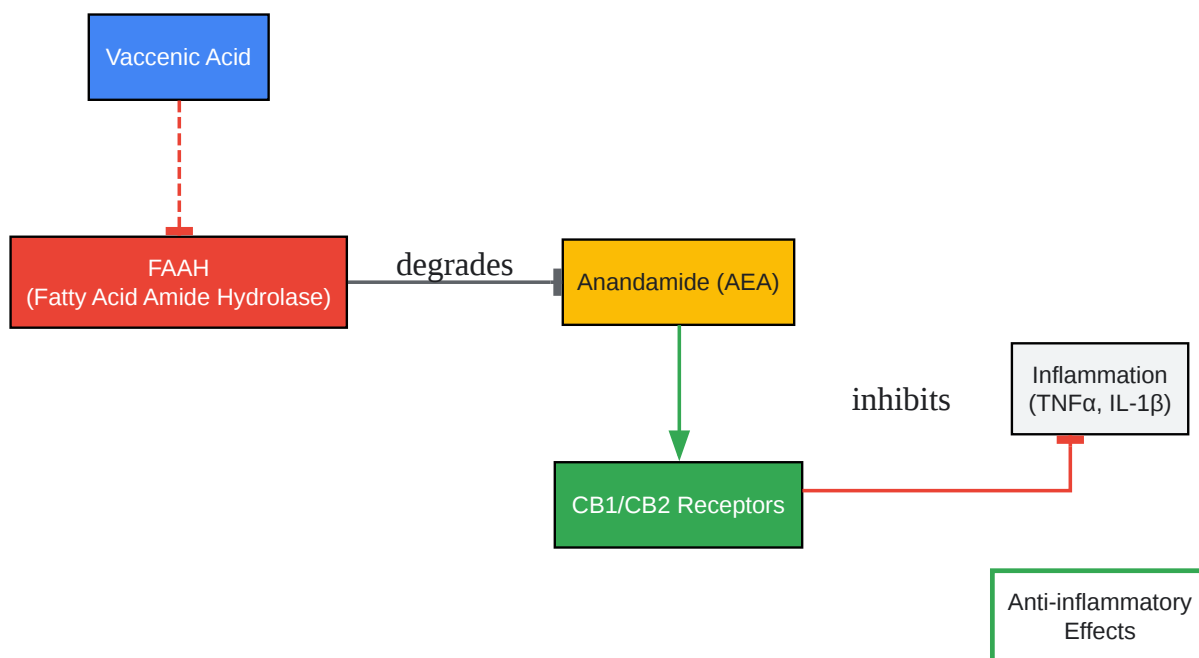 Vaccenic Acid
FAAH
(Fatty Acid Amide Hydrolase)
degrades
Anandamide (AEA)
inhibits
Inflammation
(TNFα, IL-1β)
CB1/CB2 Receptors
Anti-inflammatory
Effects